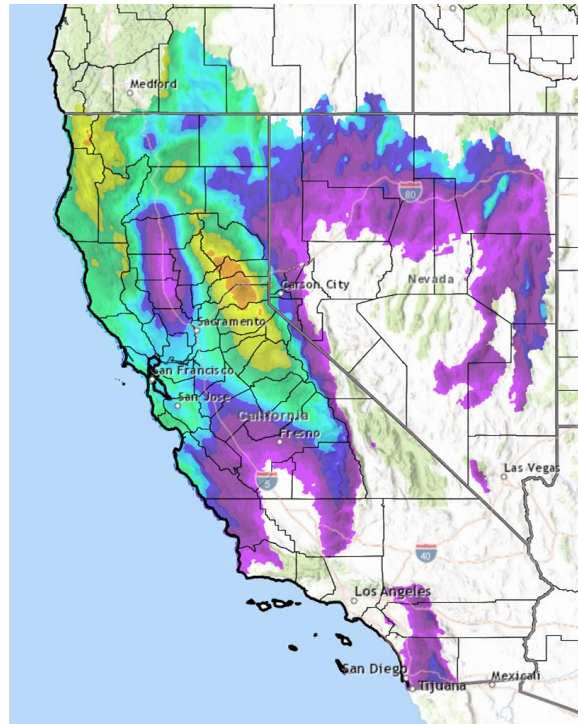 Medford
80
Nevada
Carson City
Sacramento
San Francisco
San Jose
California
Fresno
5
Las Vegas
40
Los Angeles
San Diego
Tijuana
Mexicali